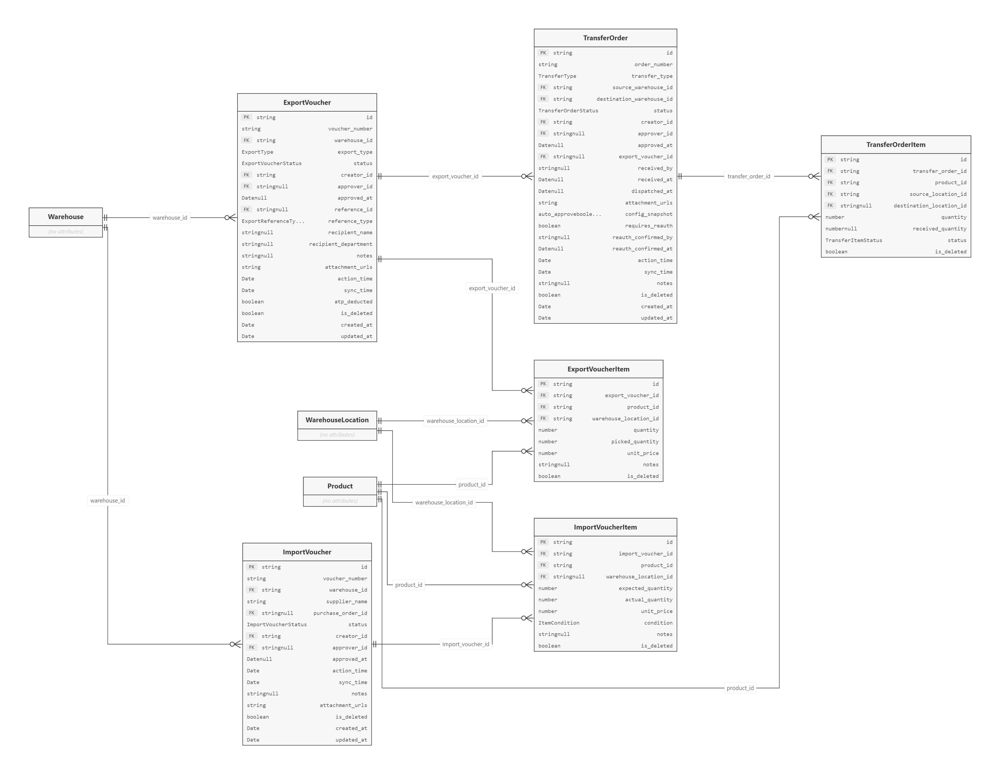 TransferOrder
PK string id
string order_number
TransferType transfer_type
FK string source_warehouse_id
FK string destination_warehouse_id
TransferOrderStatus status
FK string creator_id
FK stringnull approver_id
Datenull approved_at
FK stringnull export_voucher_id
stringnull received_by
Datenull received_at
Datenull dispatched_at
string attachment_urls
auto_approveboole... config_snapshot
boolean requires_reauth
stringnull reauth_confirmed_by
Datenull reauth_confirmed_at
Date action_time
Date sync_time
stringnull notes
boolean is_deleted
Date created_at
Date updated_at
ExportVoucher
PK string id
string voucher_number
FK string warehouse_id
ExportType export_type
ExportVoucherStatus status
FK string creator_id
FK stringnull approver_id
Datenull approved_at
FK stringnull reference_id
ExportReferenceTy... reference_type
stringnull recipient_name
stringnull recipient_department
stringnull notes
string attachment_urls
Date action_time
Date sync_time
boolean atp_deducted
boolean is_deleted
Date created_at
Date updated_at
TransferOrderItem
PK string id
FK string transfer_order_id
FK string product_id
FK string source_location_id
FK stringnull destination_location_id
number quantity
numbernull received_quantity
TransferItemStatus status
boolean is_deleted
export_voucher_id
transfer_order_id
Warehouse
(no attributes)
warehouse_id
export_voucher_id
ExportVoucherItem
PK string id
FK string export_voucher_id
FK string product_id
FK string warehouse_location_id
number quantity
number picked_quantity
number unit_price
stringnull notes
boolean is_deleted
WarehouseLocation
(no attributes)
warehouse_location_id
Product
(no attributes)
product_id
warehouse_id
warehouse_location_id
ImportVoucherItem
PK string id
FK string import_voucher_id
FK string product_id
FK stringnull warehouse_location_id
number expected_quantity
number actual_quantity
number unit_price
ItemCondition condition
stringnull notes
boolean is_deleted
ImportVoucher
PK string id
string voucher_number
FK string warehouse_id
string supplier_name
FK stringnull purchase_order_id
ImportVoucherStatus status
FK string creator_id
FK stringnull approver_id
Datenull approved_at
Date action_time
Date sync_time
stringnull notes
string attachment_urls
boolean is_deleted
Date created_at
Date updated_at
product_id
import_voucher_id
product_id